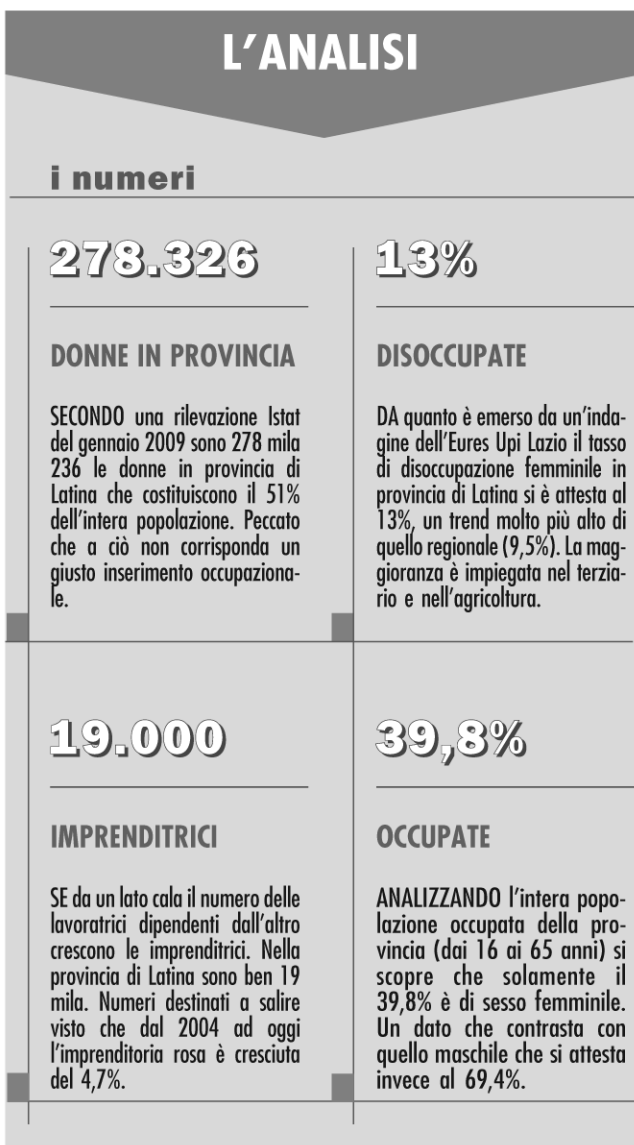 L'ANALISI
i numeri
278.326
DONNE IN PROVINCIA
SECONDO una rilevazione Istat
del gennaio 2009 sono 278 mila
236 le donne in provincia di
Latina che costituiscono il 51%
dell'intera popolazione. Peccato
che a ciò non corrisponda un
giusto inserimento occupaziona-
le.
13%
DISOCCUPATE
DA quanto è emerso da un'inda-
gine dell'Eures Upi Lazio il tasso
di disoccupazione femminile in
provincia di Latina si è attesta al
13%, un trend molto più alto di
quello regionale (9,5%). La mag-
gioranza è impiegata nel terzia-
rio e nell'agricoltura.
19.000
IMPRENDITRICI
SE da un lato cala il numero delle
lavoratrici dipendenti dall'altro
crescono le imprenditrici. Nella
provincia di Latina sono ben 19
mila. Numeri destinati a salire
visto che dal 2004 ad oggi
l'imprenditoria rosa è cresciuta
del 4,7%.
39,8%
OCCUPATE
ANALIZZANDO l'intera popo-
lazione occupata della pro-
vincia (dai 16 ai 65 anni) si
scopre che solamente il
39,8% è di sesso femminile.
Un dato che contrasta con
quello maschile che si attesta
invece al 69,4%.